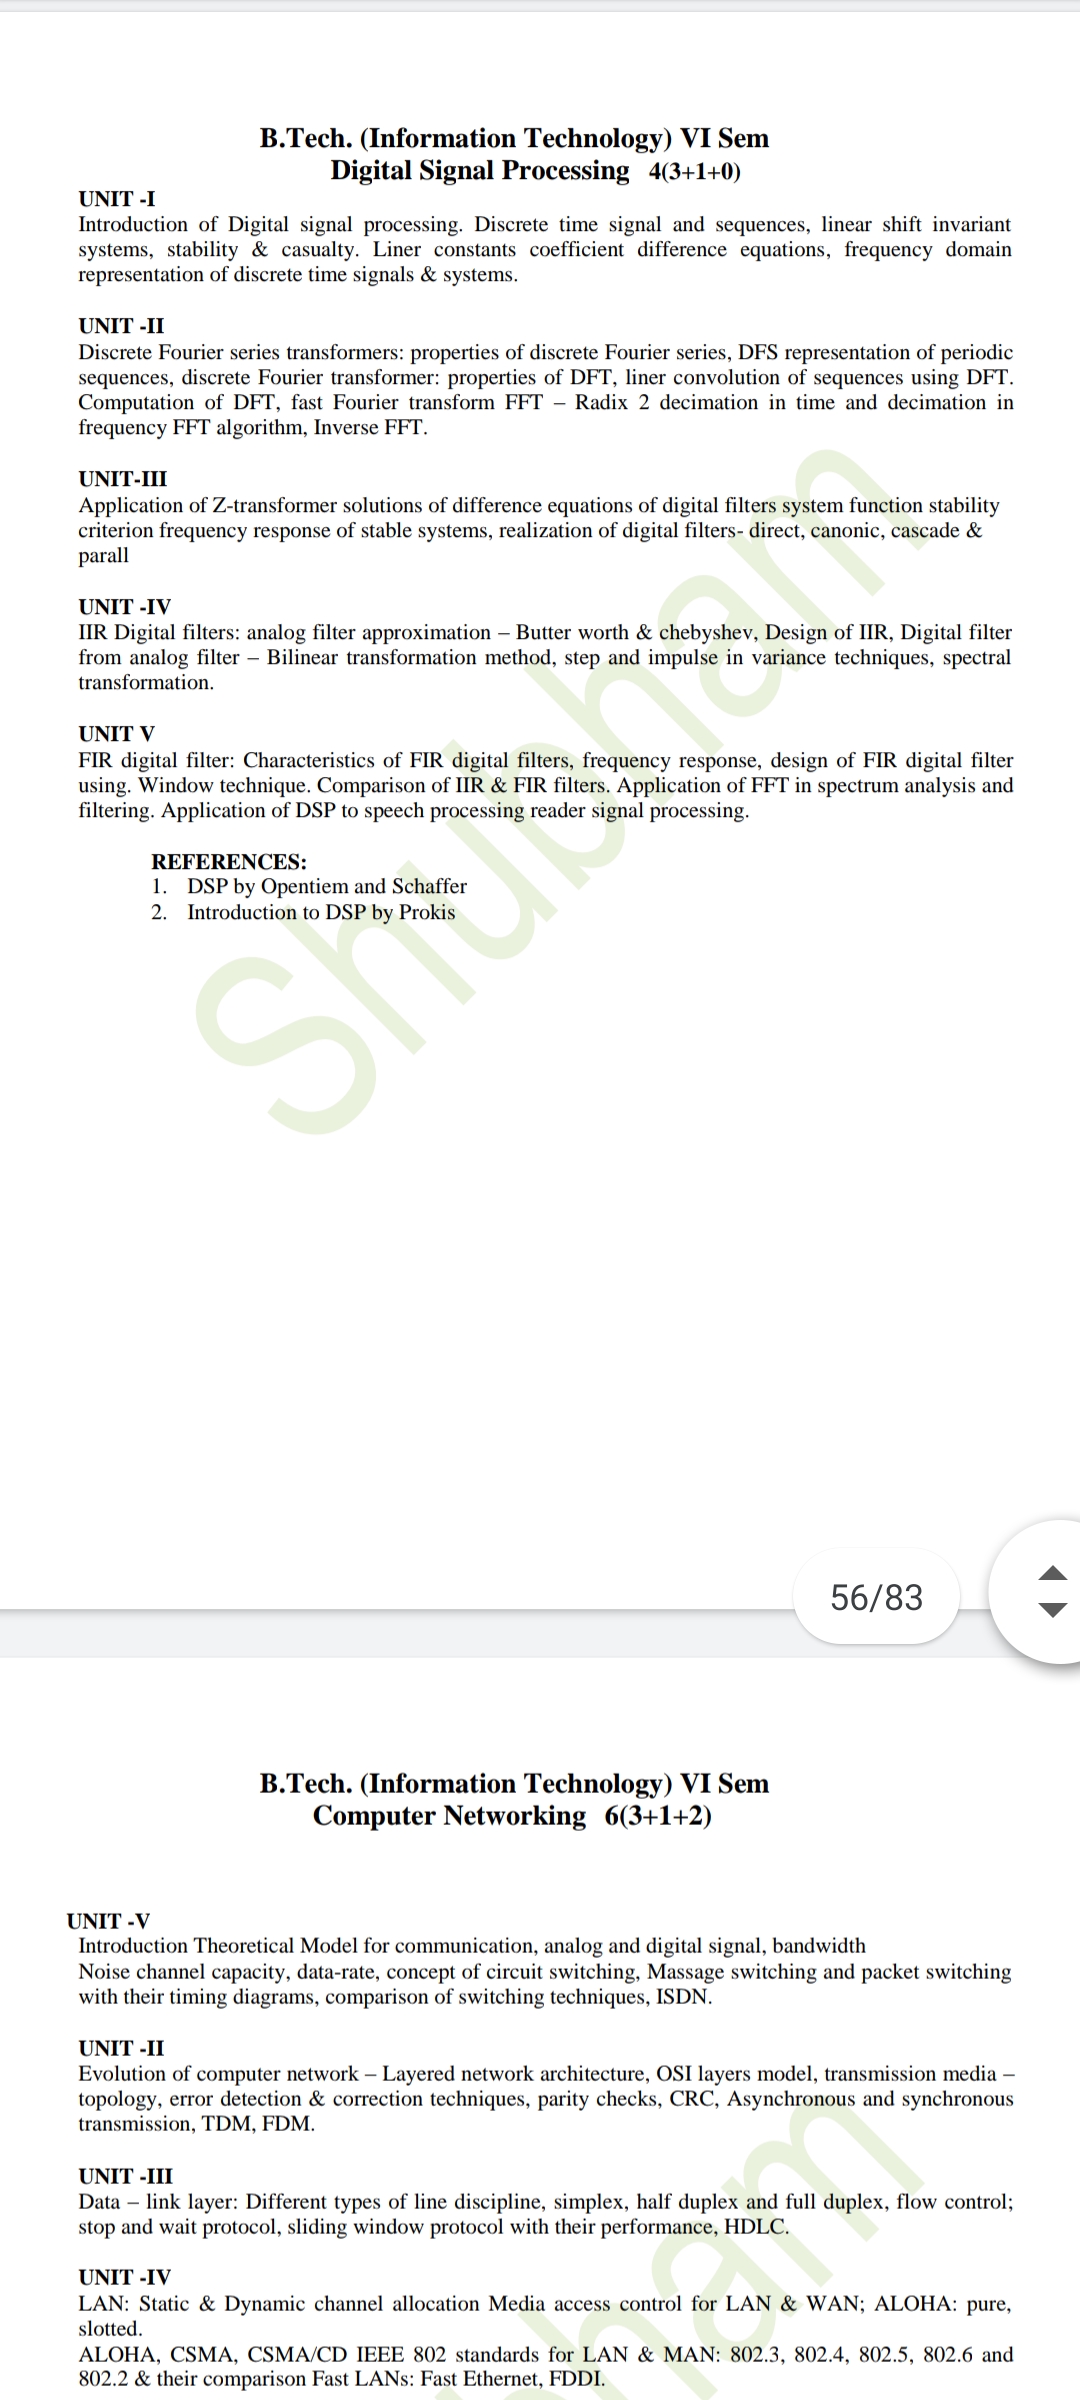 B.Tech. (Information Technology) VI Sem
Digital Signal Processing 4(3+1+0)
UNIT -I
Introduction of Digital signal processing. Discrete time signal and sequences, linear shift invariant
systems, stability & casualty. Liner constants coefficient difference equations, frequency domain
representation of discrete time signals & systems.
UNIT -II
Discrete Fourier series transformers: properties of discrete Fourier series, DFS representation of periodic
sequences, discrete Fourier transformer: properties of DFT, liner convolution of sequences using DFT.
Computation of DFT, fast Fourier transform FFT – Radix 2 decimation in time and decimation in
frequency FFT algorithm, Inverse FFT.
UNIT-III
Application of Z-transformer solutions of difference equations of digital filters system function stability
criterion frequency response of stable systems, realization of digital filters- direct, canonic, cascade &
parall
UNIT -IV
IIR Digital filters: analog filter approximation – Butter worth & chebyshev, Design of IIR, Digital filter
from analog filter – Bilinear transformation method, step and impulse in variance techniques, spectral
transformation.
UNIT V
FIR digital filter: Characteristics of FIR digital filters, frequency response, design of FIR digital filter
using. Window technique. Comparison of IIR & FIR filters. Application of FFT in spectrum analysis and
filtering. Application of DSP to speech processing reader signal processing.
REFERENCES:
1. DSP by Opentiem and Schaffer
2. Introduction to DSP by Prokis
Shubham
56/83
B.Tech. (Information Technology) VI Sem
Computer Networking 6(3+1+2)
UNIT -V
Introduction Theoretical Model for communication, analog and digital signal, bandwidth
Noise channel capacity, data-rate, concept of circuit switching, Massage switching and packet switching
with their timing diagrams, comparison of switching techniques, ISDN.
UNIT -II
Evolution of computer network – Layered network architecture, OSI layers model, transmission media –
topology, error detection & correction techniques, parity checks, CRC, Asynchronous and synchronous
transmission, TDM, FDM.
UNIT -III
Data – link layer: Different types of line discipline, simplex, half duplex and full duplex, flow control;
stop and wait protocol, sliding window protocol with their performance, HDLC.
UNIT -IV
LAN: Static & Dynamic channel allocation Media access control for LAN & WAN; ALOHA: pure,
slotted.
ALOHA, CSMA, CSMA/CD IEEE 802 standards for LAN & MAN: 802.3, 802.4, 802.5, 802.6 and
802.2 & their comparison Fast LANs: Fast Ethernet, FDDI.
ham